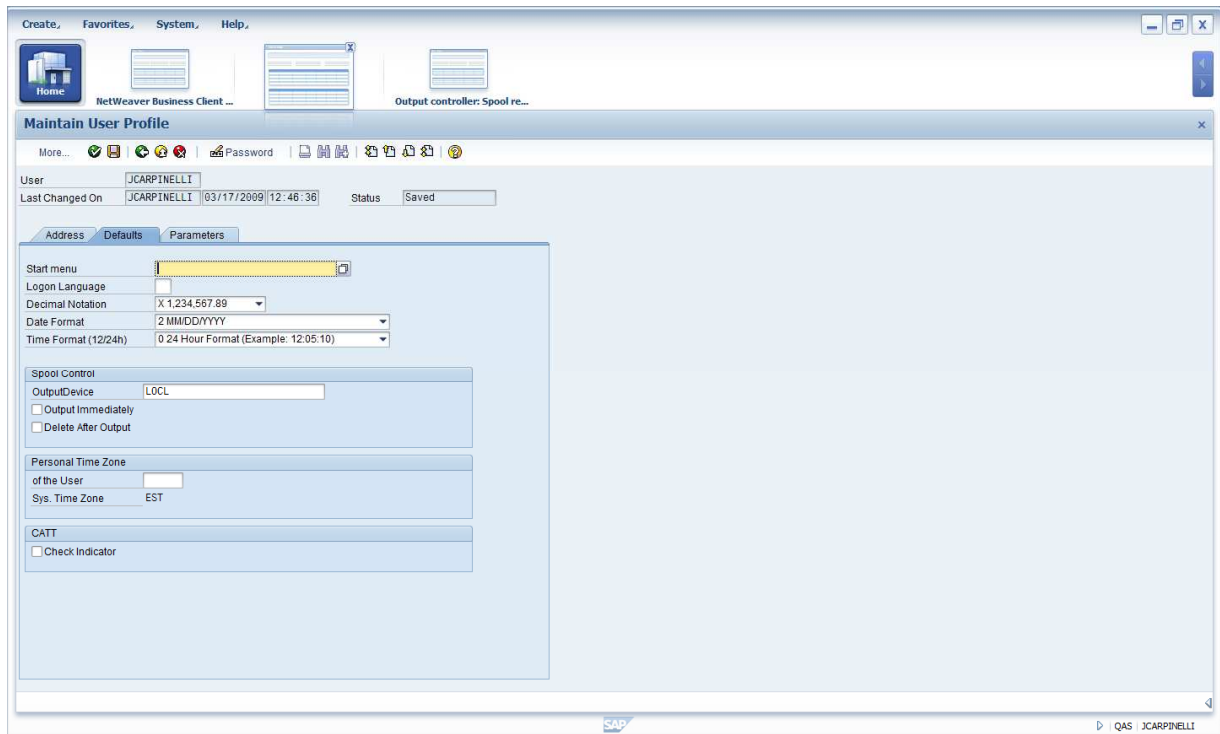 Create Favorites System Help
Home
NetWeaver Business Client ...
Output controller: Spool re...
Maintain User Profile
More... Password
User JCARPINELLI
Last Changed On JCARPINELLI 03/17/2009 12:46:36 Status Saved
Address Defaults Parameters
Start menu
Logon Language
Decimal Notation X 1,234,567.89
Date Format 2 MM/DD/YYYY
Time Format (12/24h) 0 24 Hour Format (Example: 12:05:10)
Spool Control
OutputDevice LOCL
Output Immediately
Delete After Output
Personal Time Zone
of the User
Sys. Time Zone EST
CATT
Check Indicator
SAP
QAS JCARPINELLI